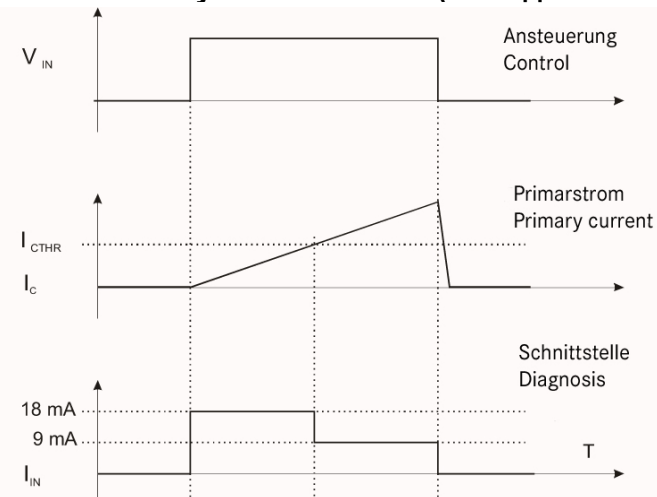 V IN
Ansteuerung
Control
Primarstrom
Primary current
I CTHR
I c
Schnittstelle
Diagnosis
18 mA
9 mA
T
I IN